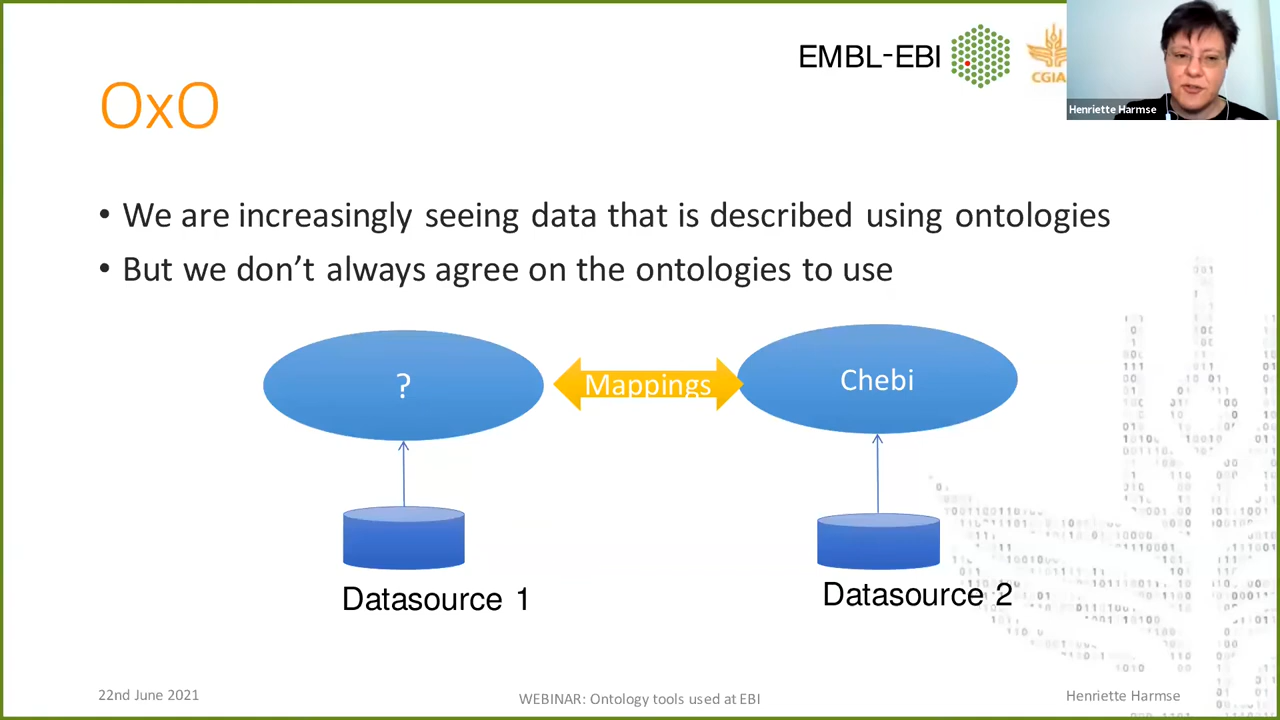 EMBL-EBI
CGIA
Henriette Harmse
OxO
• We are increasingly seeing data that is described using ontologies
• But we don’t always agree on the ontologies to use
?
Mappings
Chebi
Datasource 1
Datasource 2
22nd June 2021
WEBINAR: Ontology tools used at EBI
Henriette Harmse